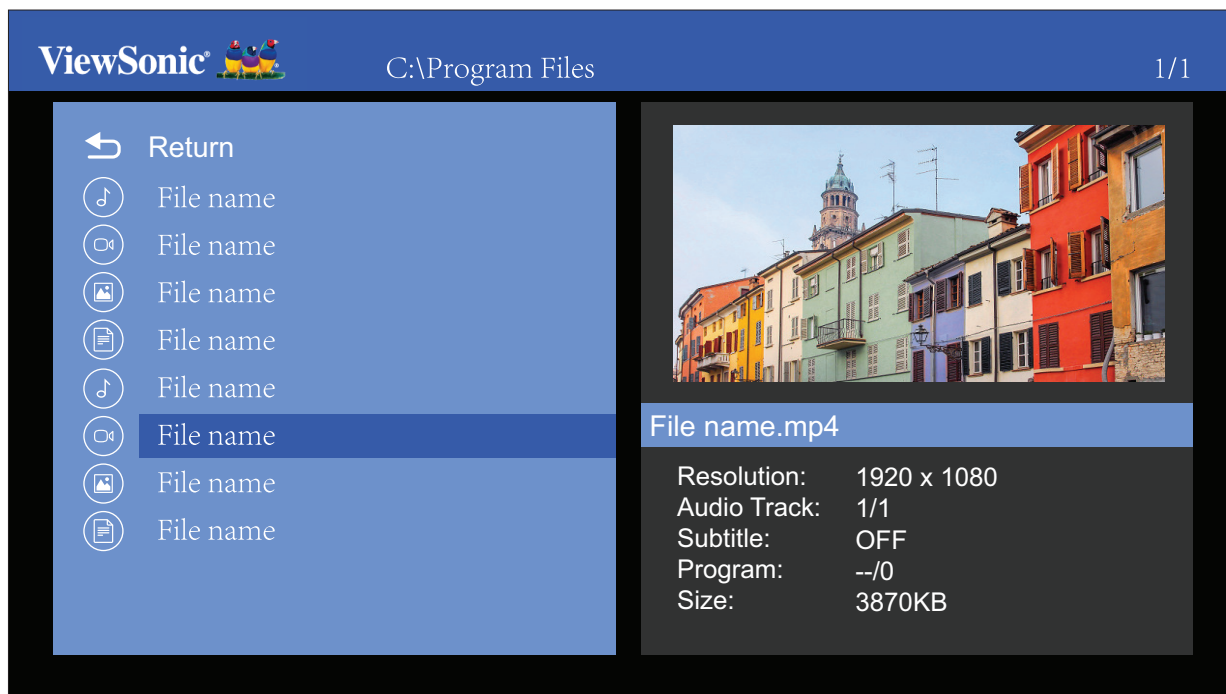 ViewSonic®
C:\Program Files
1/1
Return
File name
File name
File name
File name
File name
File name
File name
File name
File name.mp4
Resolution: 1920 x 1080
Audio Track: 1/1
Subtitle: OFF
Program: --/0
Size: 3870KB